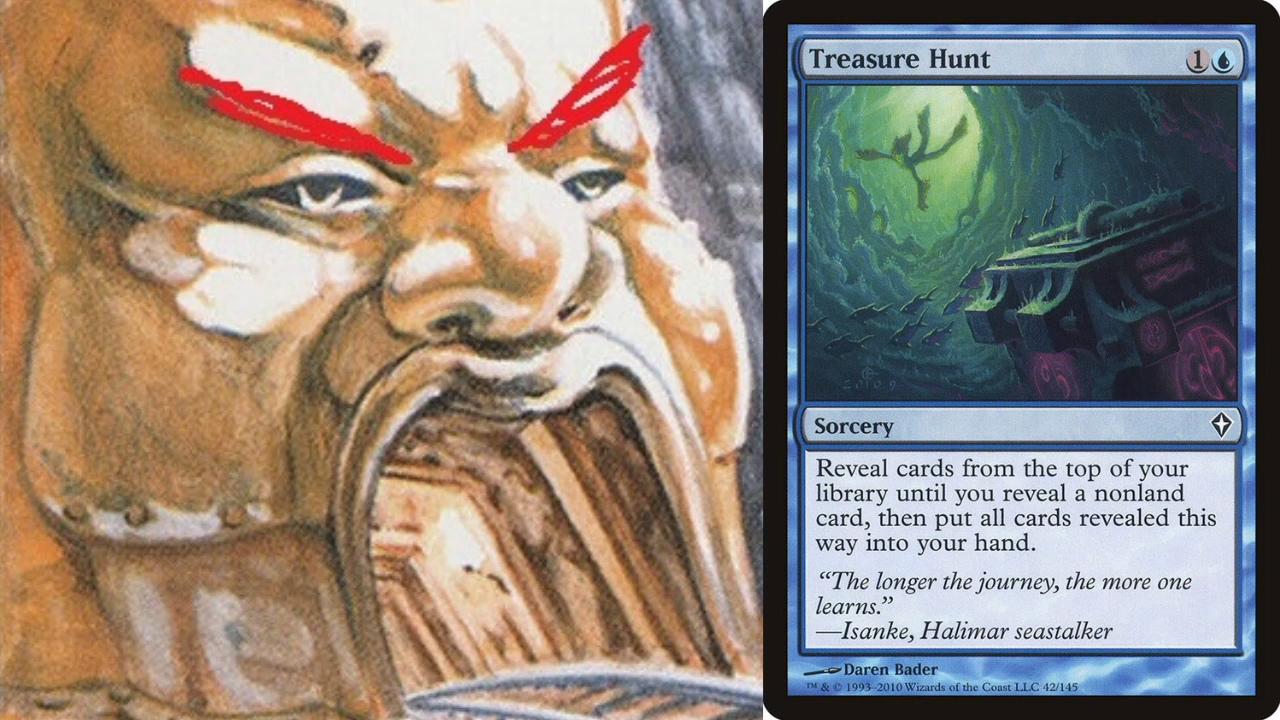 Treasure Hunt 1
Sorcery
Reveal cards from the top of your
library until you reveal a nonland
card, then put all cards revealed this
way into your hand.
“The longer the journey, the more one
learns.”
—Isanke, Halimar seastalker
Daren Bader
™ & © 1993–2010 Wizards of the Coast LLC 42/145